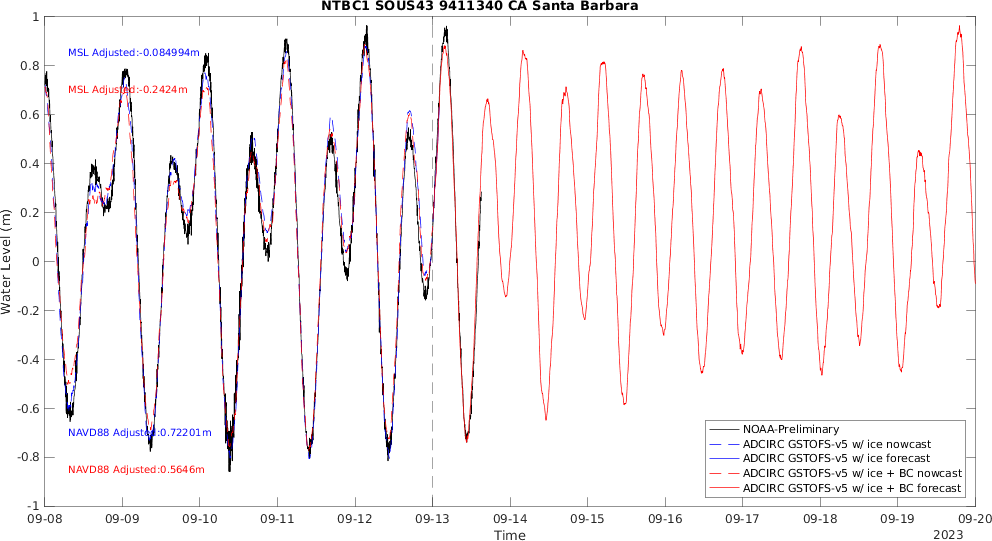 NTBC1 SOUS43 9411340 CA Santa Barbara
MSL Adjusted:-0.084994m
MSL Adjusted:-0.2424m
NAVD88 Adjusted:0.72201m
NAVD88 Adjusted:0.5646m
Water Level (m)
1
0.8
0.6
0.4
0.2
0
-0.2
-0.4
-0.6
-0.8
-1
NOAA-Preliminary
ADCIRC GSTOFS-v5 w/ ice nowcast
ADCIRC GSTOFS-v5 w/ ice forecast
ADCIRC GSTOFS-v5 w/ ice + BC nowcast
ADCIRC GSTOFS-v5 w/ ice + BC forecast
09-08 09-09 09-10 09-11 09-12 09-13 09-14 09-15 09-16 09-17 09-18 09-19 09-20
Time
2023